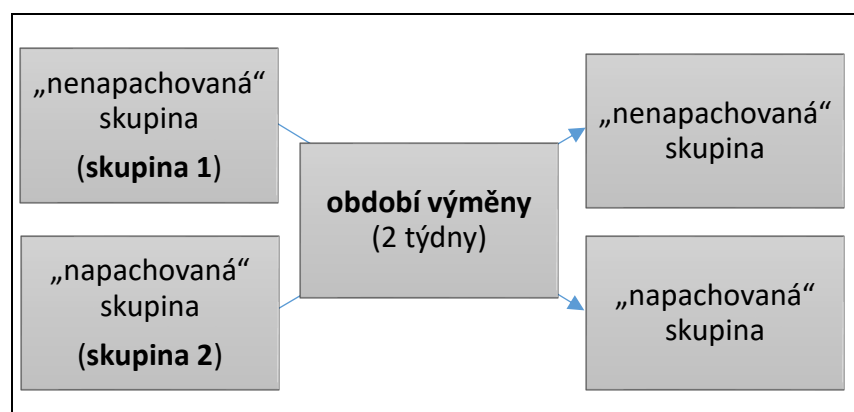 „nenapachovaná“
skupina
(skupina 1)
„napachovaná“
skupina
(skupina 2)
období výměny
(2 týdny)
„nenapachovaná“
skupina
„napachovaná“
skupina